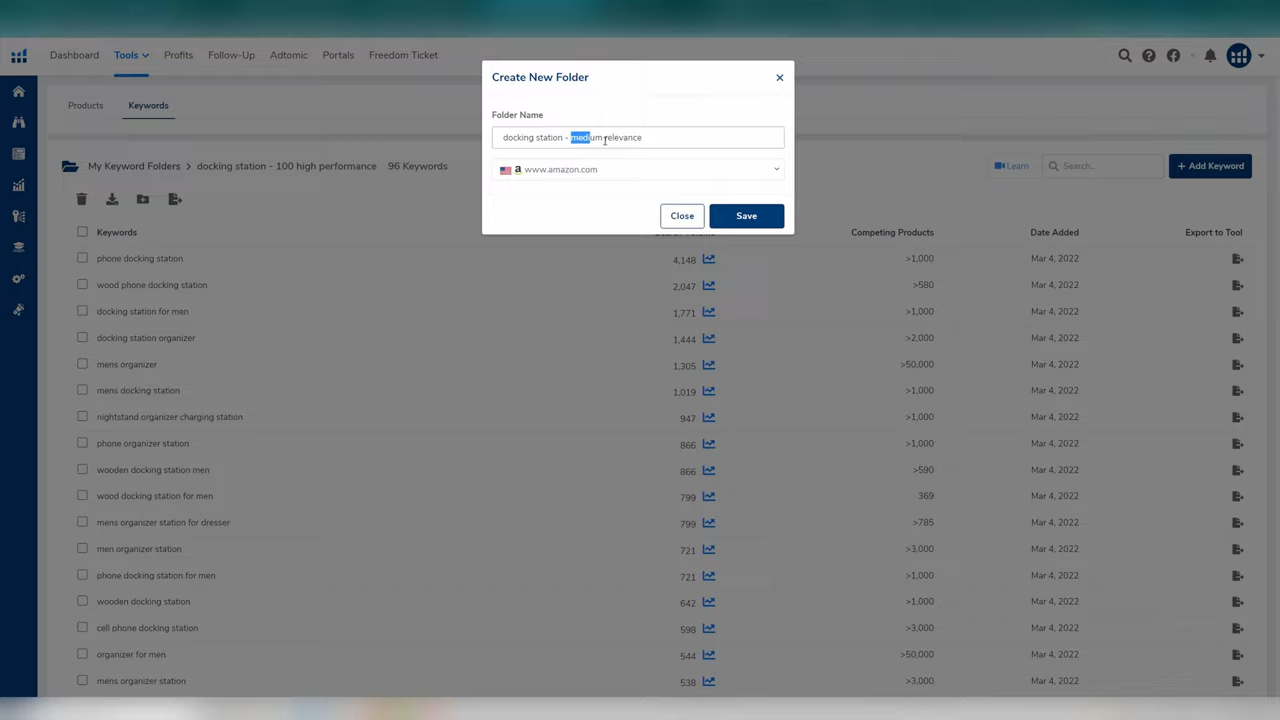 Dashboard Tools Profits Follow-Up Adtomic Portals Freedom Ticket
Create New Folder
Folder Name
docking station - medium relevance
www.amazon.com
Close Save
Products Keywords
My Keyword Folders > docking station - 100 high performance 96 Keywords
Learn Search... + Add Keyword
Keywords Competing Products Date Added Export to Tool
phone docking station 4,148 >1,000 Mar 4, 2022
wood phone docking station 2,047 >580 Mar 4, 2022
docking station for men 1,771 >1,000 Mar 4, 2022
docking station organizer 1,444 >2,000 Mar 4, 2022
mens organizer 1,305 >50,000 Mar 4, 2022
mens docking station 1,019 >1,000 Mar 4, 2022
nightstand organizer charging station 947 >1,000 Mar 4, 2022
phone organizer station 866 >1,000 Mar 4, 2022
wooden docking station men 866 >590 Mar 4, 2022
wood docking station for men 799 369 Mar 4, 2022
mens organizer station for dresser 799 >785 Mar 4, 2022
men organizer station 721 >3,000 Mar 4, 2022
phone docking station for men 721 >1,000 Mar 4, 2022
wooden docking station 642 >1,000 Mar 4, 2022
cell phone docking station 598 >3,000 Mar 4, 2022
organizer for men 544 >50,000 Mar 4, 2022
mens organizer station 538 >3,000 Mar 4, 2022